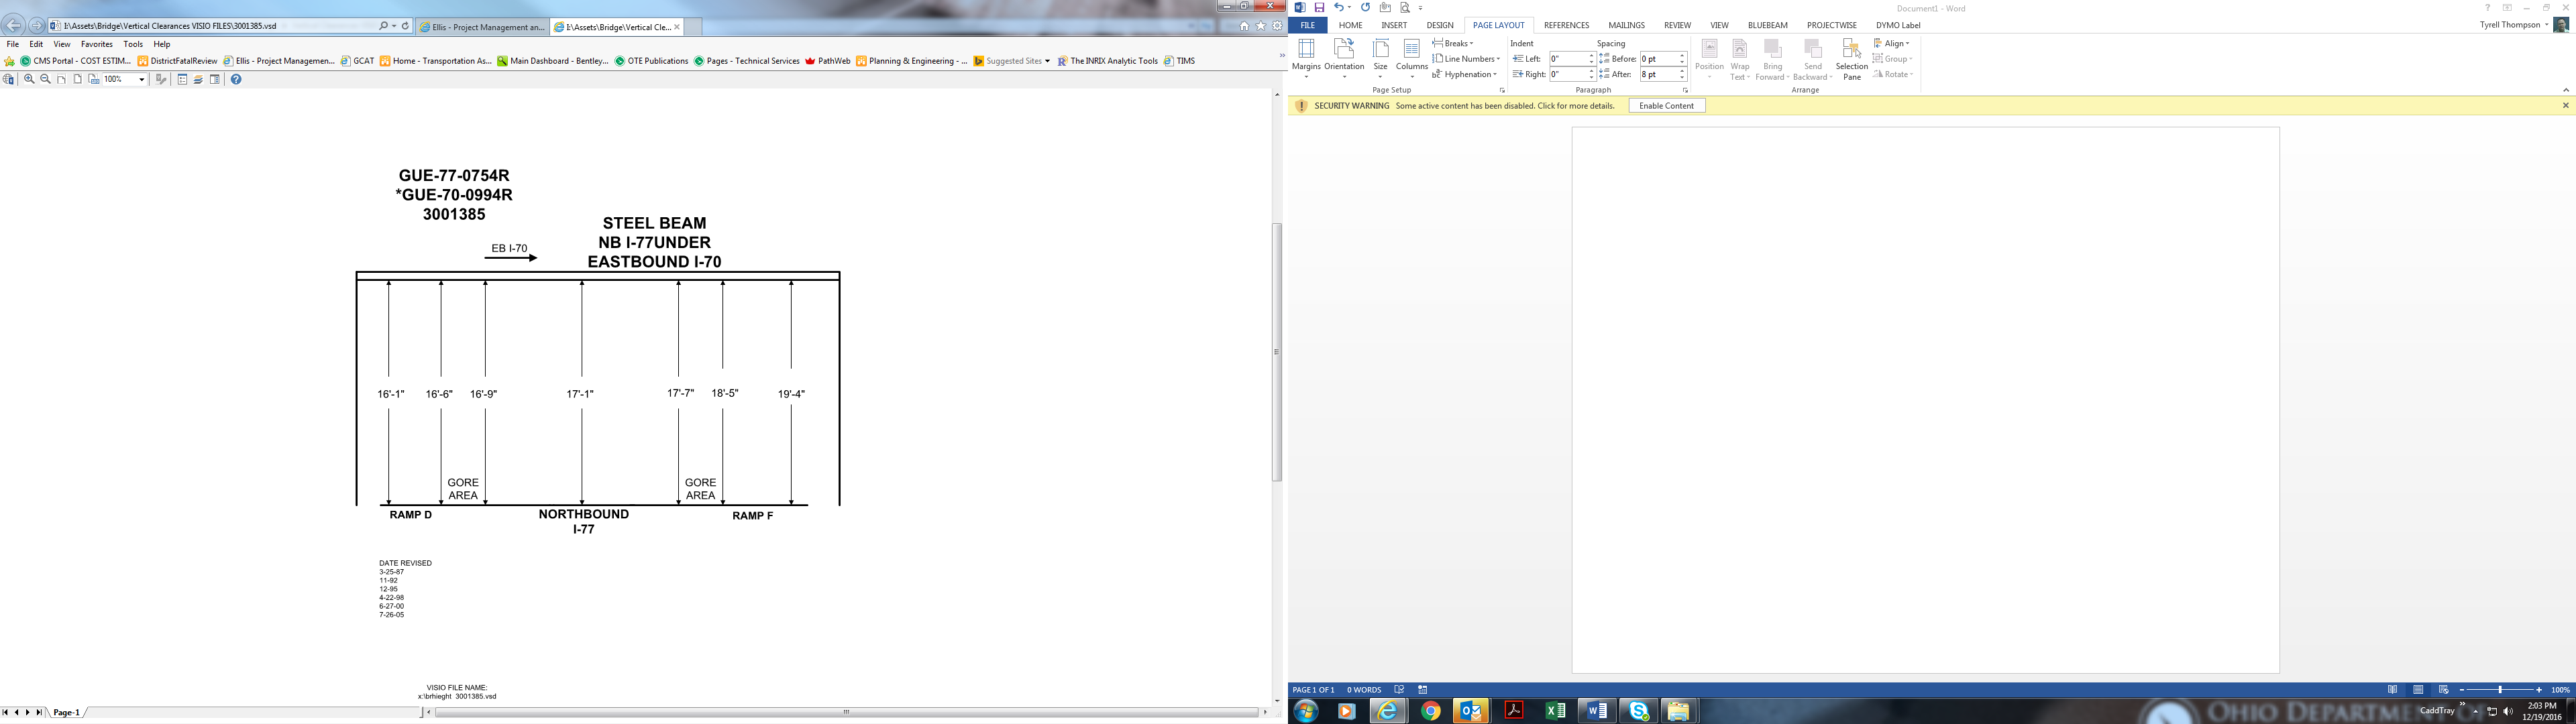 I:\Assets\Bridge\Vertical Clearances VISIO FILES\3001385.vsd
Ellis - Project Management an...
I:\Assets\Bridge\Vertical Cle...
File Edit View Favorites Tools Help
CMS Portal - COST ESTIM... DistrictFatalReview Ellis - Project Management... GCAT Home - Transportation As... Main Dashboard - Bentley... OTE Publications Pages - Technical Services PathWeb Planning & Engineering - ... Suggested Sites The INRIX Analytic Tools TIMS
100%
GUE-77-0754R
*GUE-70-0994R
3001385
STEEL BEAM
NB I-77UNDER
EASTBOUND I-70
EB I-70
16'-1" 16'-6" 16'-9" 17'-1" 17'-7" 18'-5" 19'-4"
GORE
AREA
GORE
AREA
RAMP D
NORTHBOUND
I-77
RAMP F
DATE REVISED
3-25-87
11-92
12-95
4-22-98
6-27-00
7-26-05
VISIO FILE NAME:
x:\brhieght 3001385.vsd
Page-1
Document1 - Word
FILE HOME INSERT DESIGN PAGE LAYOUT REFERENCES MAILINGS REVIEW VIEW BLUEBEAM PROJECTWISE DYMO Label
Tyrell Thompson
Margins Orientation Size Columns
Breaks
Line Numbers
Hyphenation
Page Setup
Indent
Left: 0"
Right: 0"
Spacing
Before: 0 pt
After: 8 pt
Paragraph
Position
Wrap Text
Bring Forward
Send Backward
Selection Pane
Align
Group
Rotate
Arrange
SECURITY WARNING Some active content has been disabled. Click for more details. Enable Content
PAGE 1 OF 1 0 WORDS
100%
CaddTray
2:03 PM
12/19/2016